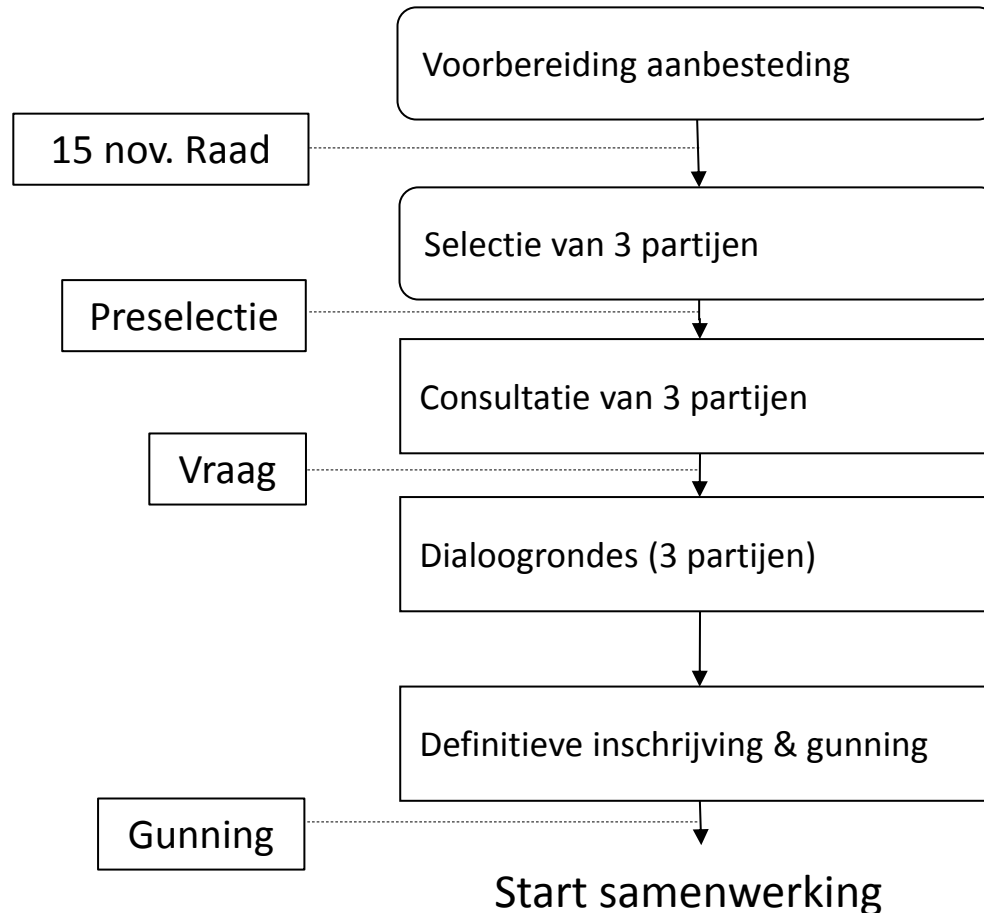 Voorbereiding aanbesteding
15 nov. Raad
Selectie van 3 partijen
Preselectie
Consultatie van 3 partijen
Vraag
Dialoogrondes (3 partijen)
Definitieve inschrijving & gunning
Gunning
Start samenwerking